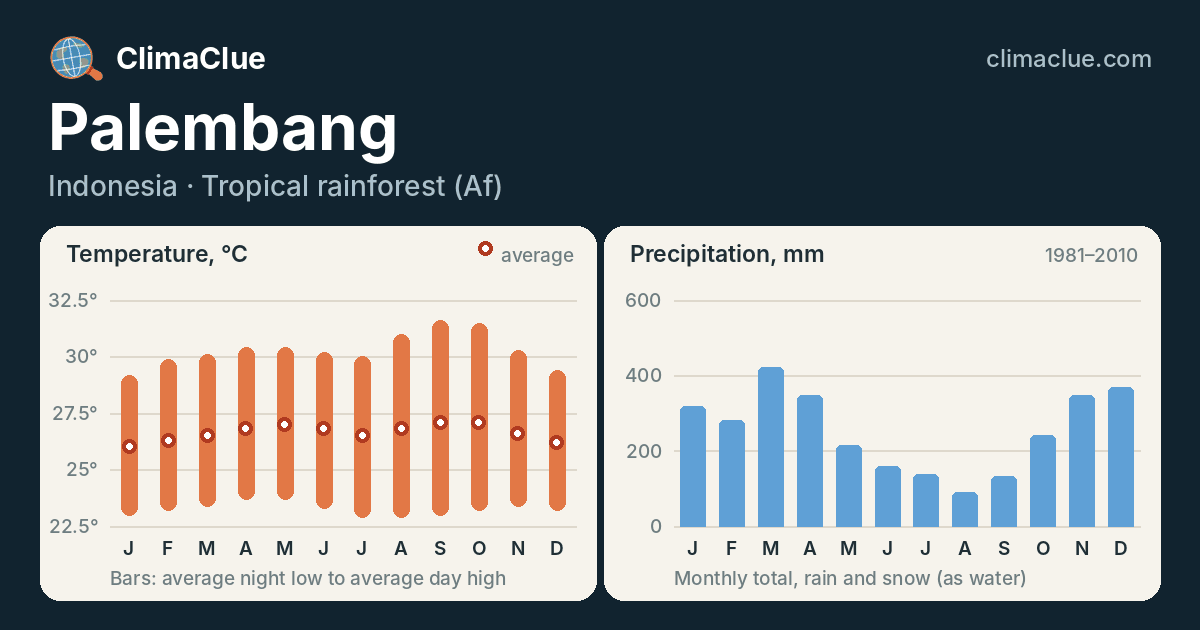 ClimaClue
climaclue.com
Palembang
Indonesia · Tropical rainforest (Af)
Temperature, °C
average
32.5°
30°
27.5°
25°
22.5°
J F M A M J J A S O N D
Bars: average night low to average day high
Precipitation, mm
1981–2010
600
400
200
0
J F M A M J J A S O N D
Monthly total, rain and snow (as water)